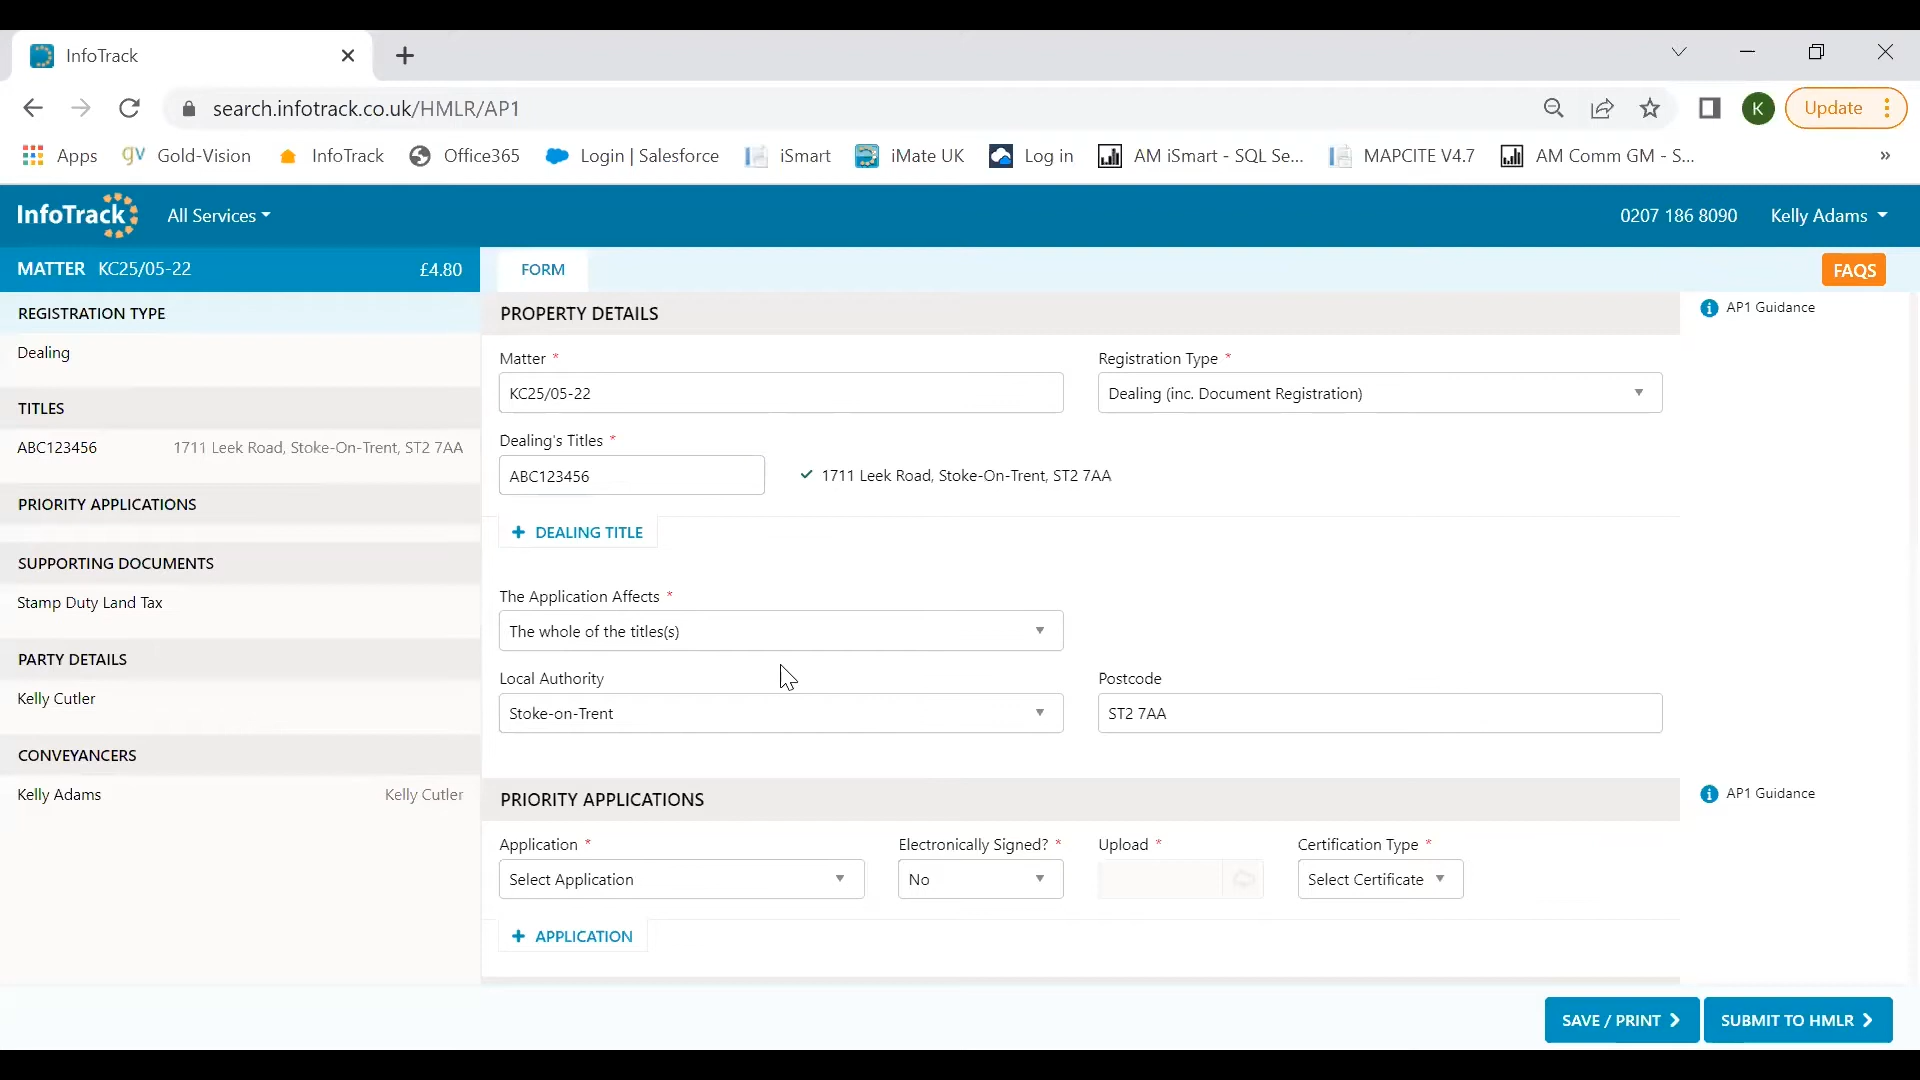 InfoTrack
search.infotrack.co.uk/HMLR/AP1
K
Update
Apps
gv Gold-Vision
InfoTrack
Office365
Login | Salesforce
iSmart
iMate UK
Log in
AM iSmart - SQL Se...
MAPCITE V4.7
AM Comm GM - S...
»
InfoTrack
All Services
0207 186 8090
Kelly Adams
MATTER KC25/05-22 £4.80
FORM
FAQS
REGISTRATION TYPE
Dealing
TITLES
ABC123456 1711 Leek Road, Stoke-On-Trent, ST2 7AA
PRIORITY APPLICATIONS
SUPPORTING DOCUMENTS
Stamp Duty Land Tax
PARTY DETAILS
Kelly Cutler
CONVEYANCERS
Kelly Adams Kelly Cutler
PROPERTY DETAILS
AP1 Guidance
Matter *
Registration Type *
KC25/05-22
Dealing (inc. Document Registration)
Dealing's Titles *
ABC123456
1711 Leek Road, Stoke-On-Trent, ST2 7AA
+ DEALING TITLE
The Application Affects *
The whole of the titles(s)
Local Authority
Postcode
Stoke-on-Trent
ST2 7AA
PRIORITY APPLICATIONS
AP1 Guidance
Application *
Electronically Signed? *
Upload *
Certification Type *
Select Application
No
Select Certificate
+ APPLICATION
SAVE / PRINT
SUBMIT TO HMLR